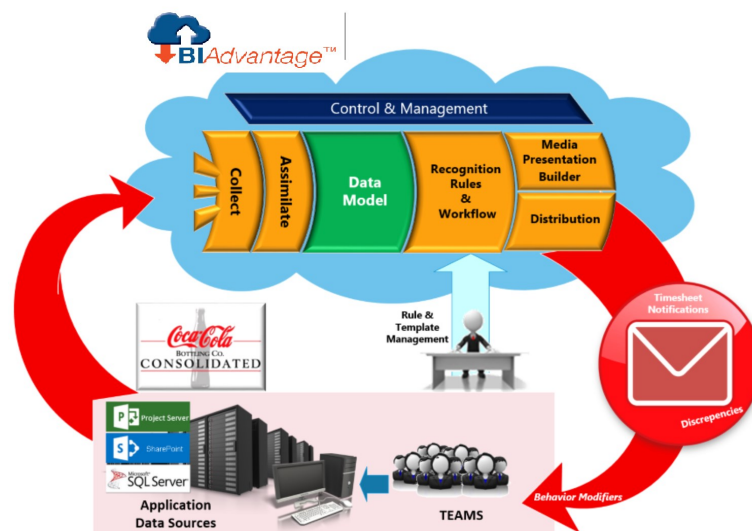 BIAdvantage™
Control & Management
Collect
Assimilate
Data
Model
Recognition
Rules
&
Workflow
Media
Presentation
Builder
Distribution
Timesheet
Notifications
Discrepencies
Rule &
Template
Management
Coca-Cola
BOTTLING CO.
CONSOLIDATED
P
Project Server
S
SharePoint
Microsoft
SQL Server
Application
Data Sources
TEAMS
Behavior Modifiers